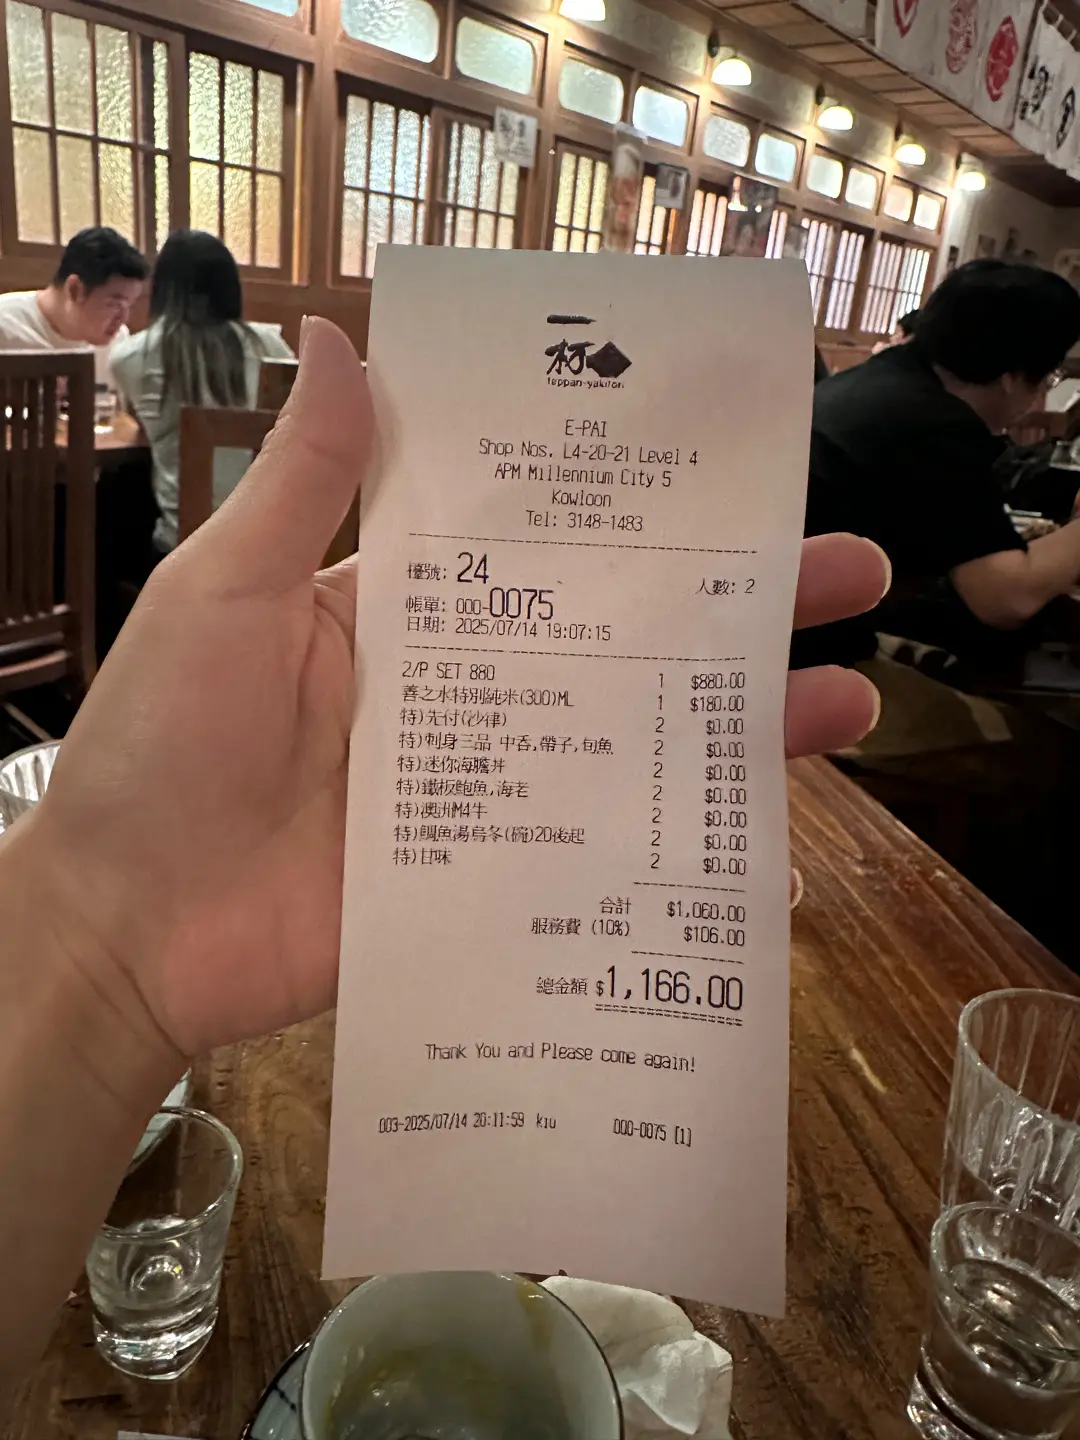 一
杯
teppan-yakitori
E-PAI
Shop Nos. L4-20-21 Level 4
APM Millennium City 5
Kowloon
Tel: 3148-1483
檯號: 24
人數: 2
帳單: 000-0075
日期: 2025/07/14 19:07:15
2/P SET 880 1 $880.00
善之水特別純米(300)ML 1 $180.00
特)先付(沙律) 2 $0.00
特)刺身三品 中吞,帶子,旬魚 2 $0.00
特)迷你海膽丼 2 $0.00
特)鐵板鮑魚,海老 2 $0.00
特)澳洲M4牛 2 $0.00
特)鯛魚湯烏冬(碗)20後起 2 $0.00
特)甘味 2 $0.00
合計 $1,060.00
服務費 (10%) $106.00
總金額 $1,166.00
Thank You and Please come again!
003-2025/07/14 20:11:59 kiu 000-0075 [1]